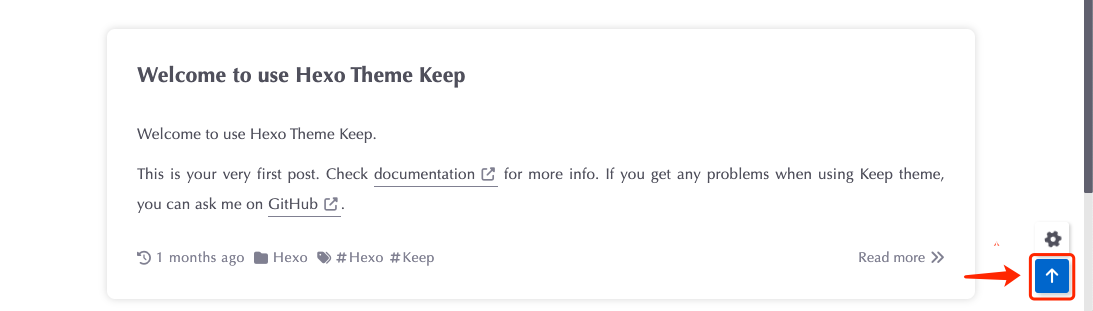 Welcome to use Hexo Theme Keep
Welcome to use Hexo Theme Keep.
This is your very first post. Check documentation for more info. If you get any problems when using Keep theme,
you can ask me on GitHub.
1 months ago Hexo #Hexo #Keep Read more